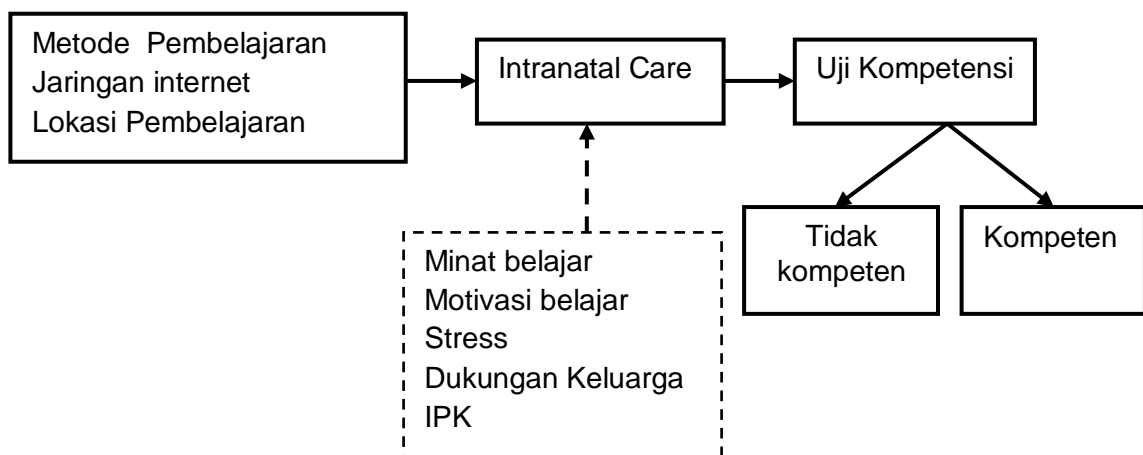 Metode Pembelajaran
Jaringan internet
Lokasi Pembelajaran
Intranatal Care
Uji Kompetensi
Tidak
kompeten
Kompeten
Minat belajar
Motivasi belajar
Stress
Dukungan Keluarga
IPK